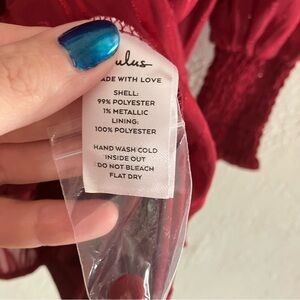 ulus
ADE WITH LOVE
SHELL:
99% POLYESTER
1% METALLIC
LINING:
100% POLYESTER
HAND WASH COLD
INSIDE OUT
DO NOT BLEACH
FLAT DRY